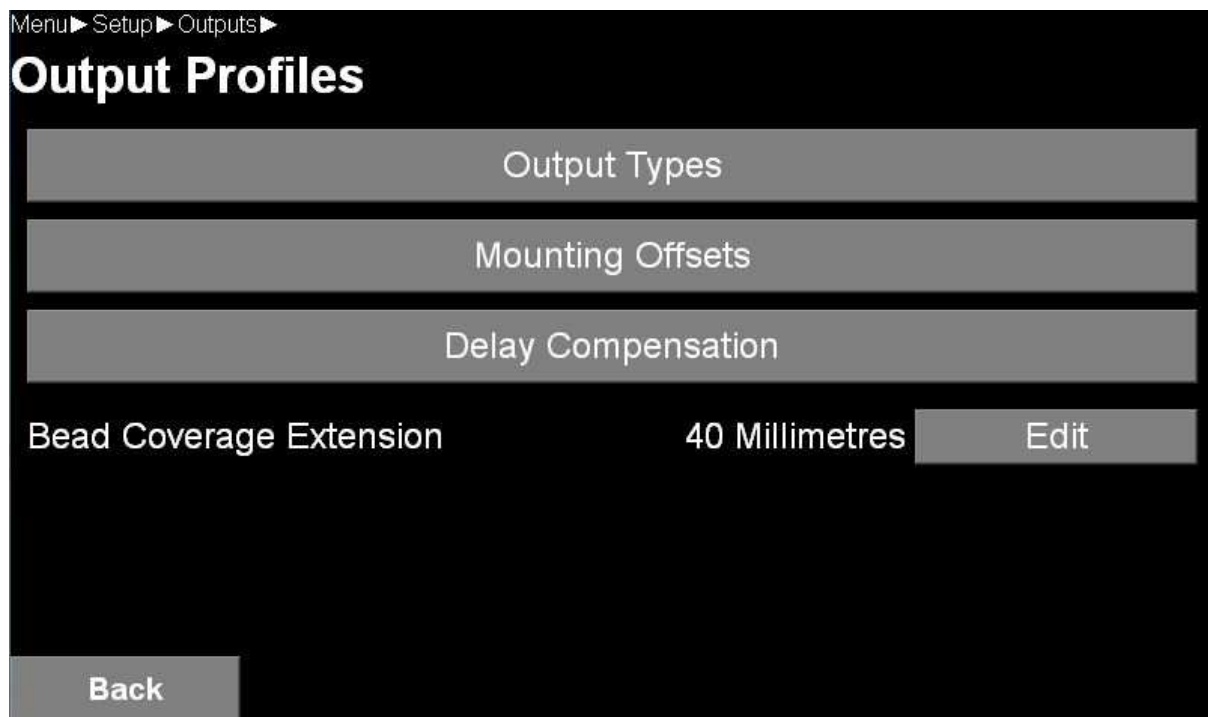 Menu▶Setup▶Outputs▶
Output Profiles
Output Types
Mounting Offsets
Delay Compensation
Bead Coverage Extension 40 Millimetres Edit
Back